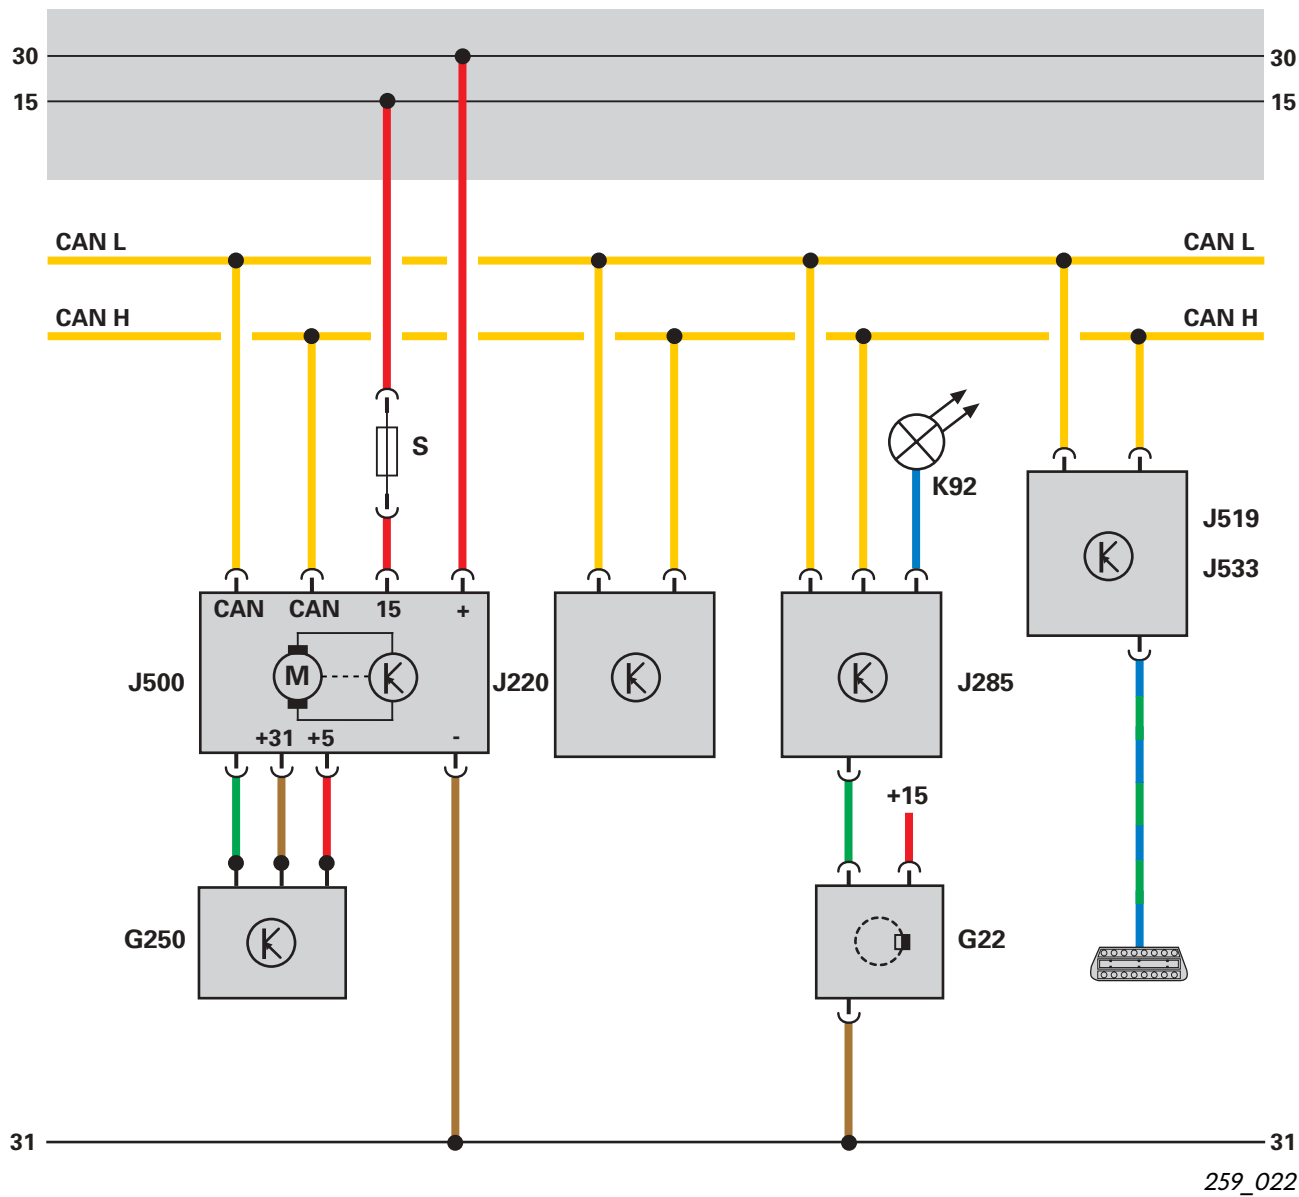 30 30
15 15
CAN L CAN L
CAN H CAN H
S
K92
J519
J533
CAN CAN 15 +
M
J500 J220 J285
+31 +5 -
+15
G250 G22
31 31
259_022